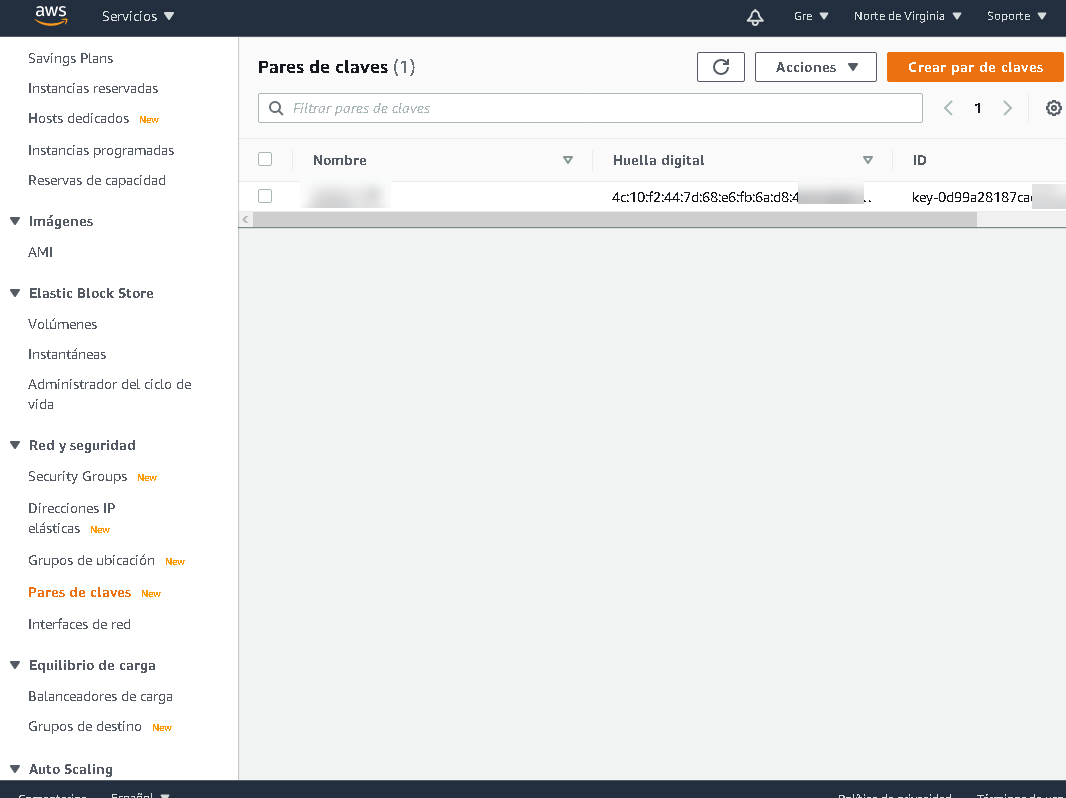 aws
Servicios
Gre
Norte de Virginia
Soporte
Savings Plans
Instancias reservadas
Hosts dedicados New
Instancias programadas
Reservas de capacidad
Imágenes
AMI
Elastic Block Store
Volúmenes
Instantáneas
Administrador del ciclo de
vida
Red y seguridad
Security Groups New
Direcciones IP
elásticas New
Grupos de ubicación New
Pares de claves New
Interfaces de red
Equilibrio de carga
Balanceadores de carga
Grupos de destino New
Auto Scaling
Pares de claves (1)
Acciones
Crear par de claves
Filtrar pares de claves
1
Nombre
Huella digital
ID
4c:10:f2:44:7d:68:e6:fb:6a:d8:4
key-0d99a28187ca
Comentarios
Español
Política de privacidad
Términos de uso